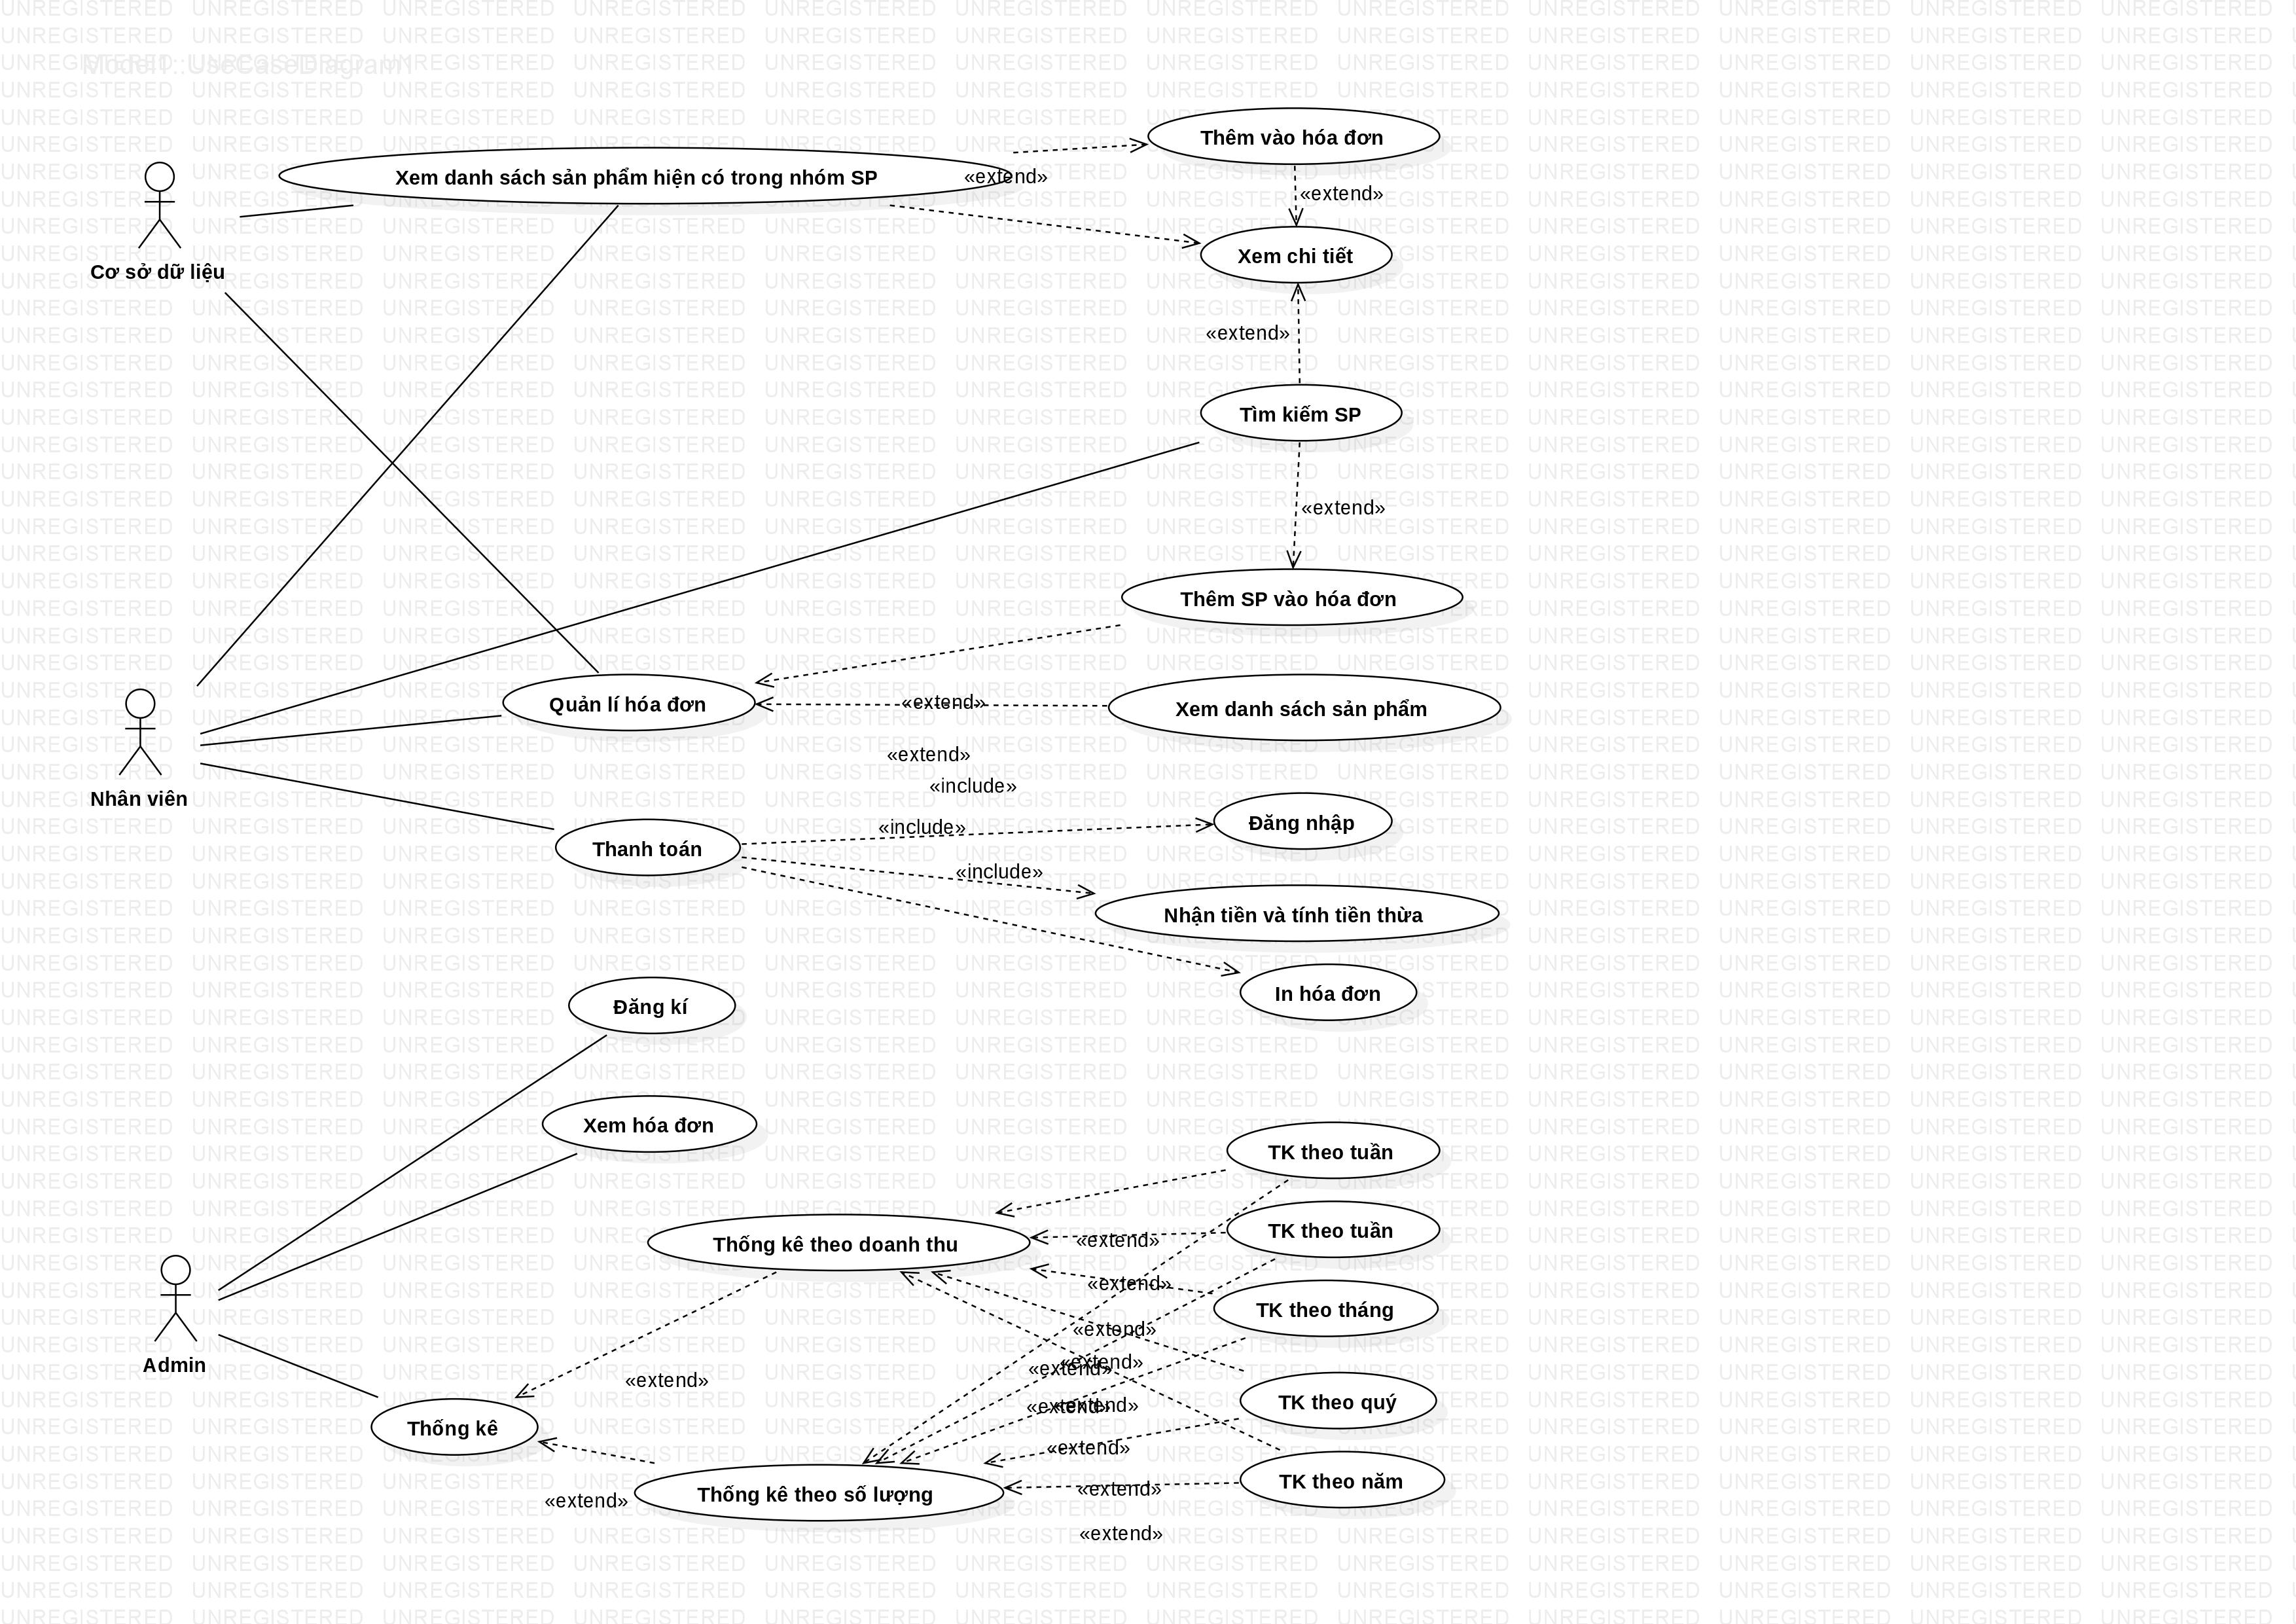 Model1::UseCaseDiagram1
Thêm vào hóa đơn
Xem danh sách sản phẩm hiện có trong nhóm SP
«extend»
«extend»
Xem chi tiết
Cơ sở dữ liệu
«extend»
Tìm kiếm SP
«extend»
Thêm SP vào hóa đơn
Quản lí hóa đơn
«extend»
Xem danh sách sản phẩm
«extend»
«include»
Nhân viên
Thanh toán
«include»
Đăng nhập
«include»
Nhận tiền và tính tiền thừa
In hóa đơn
Đăng kí
Xem hóa đơn
TK theo tuần
Thống kê theo doanh thu
«extend»
TK theo tuần
«extend»
TK theo tháng
«extend»
Admin
«extend»
«extend»
«extend»
TK theo quý
«extend»
«extend»
Thống kê
«extend»
TK theo năm
Thống kê theo số lượng
«extend»
«extend»
«extend»
UNREGISTERED